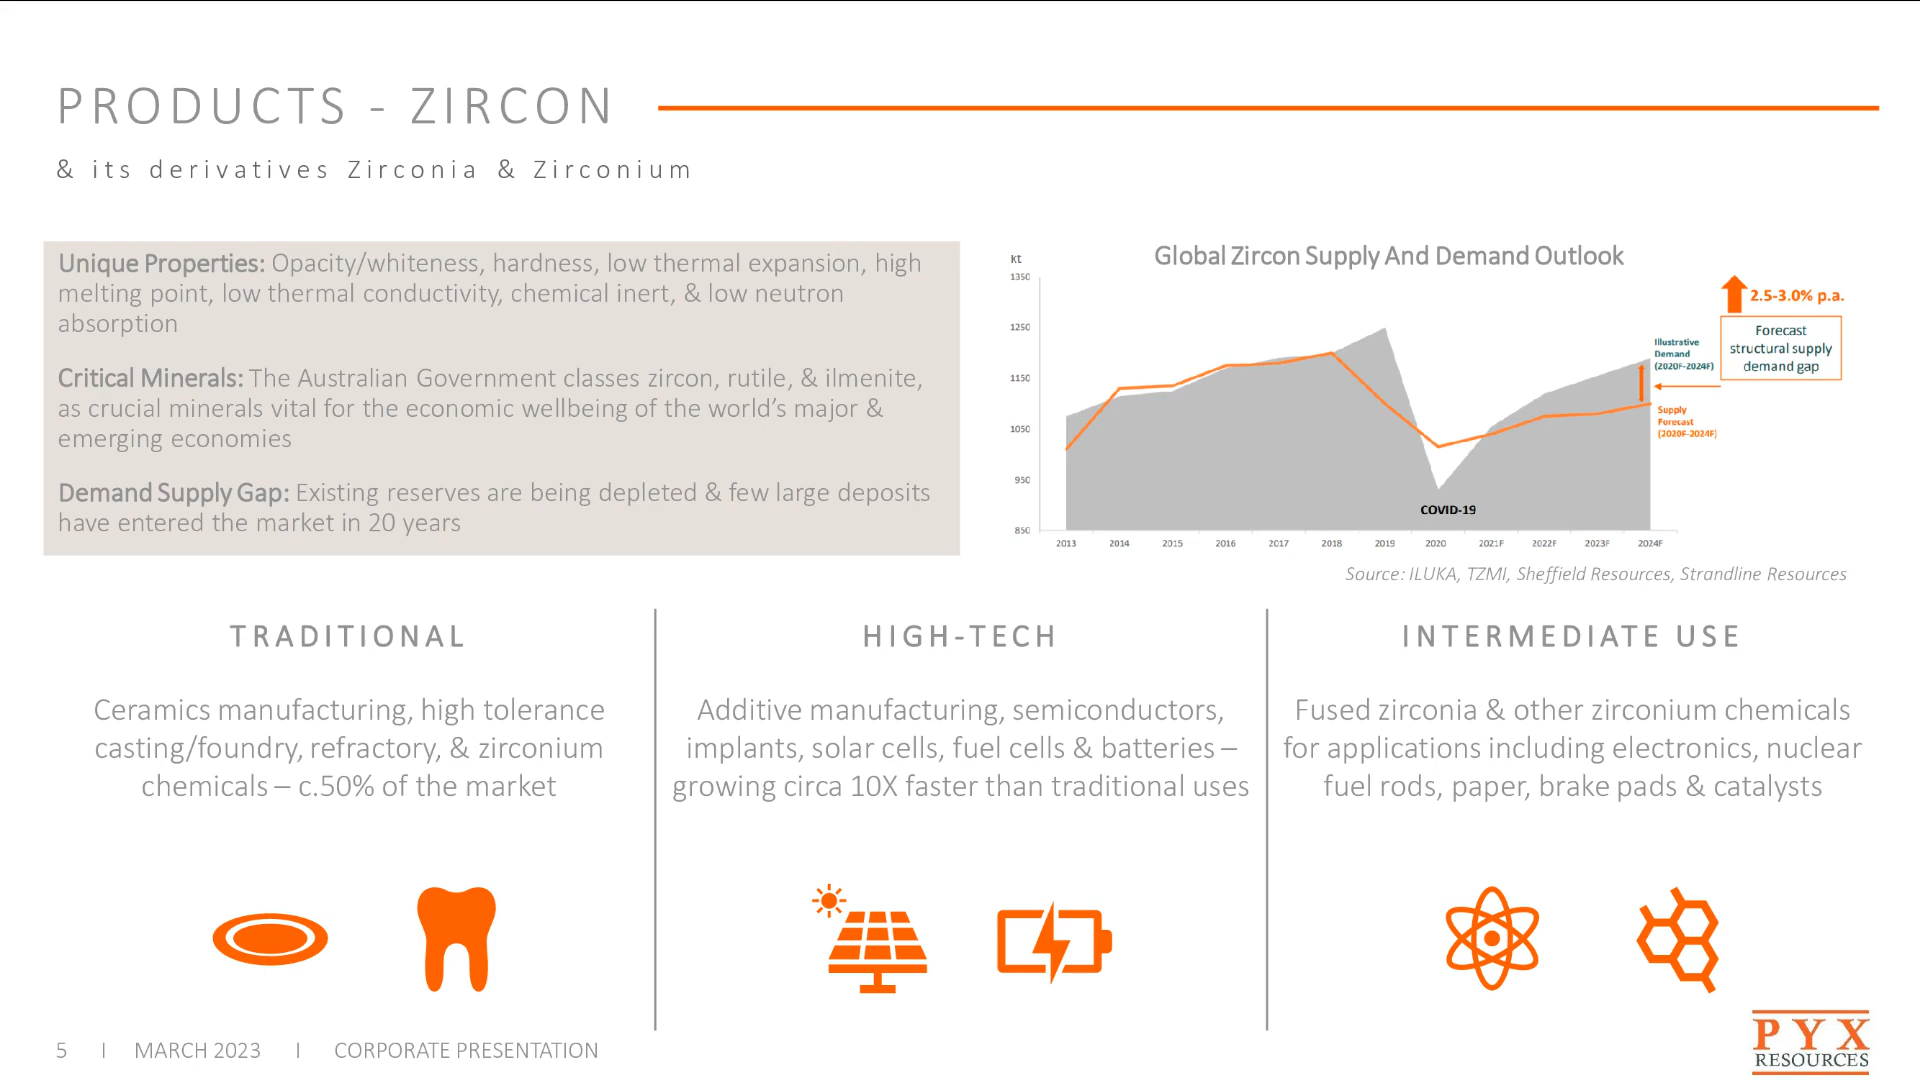 PRODUCTS - ZIRCON
& its derivatives Zirconia & Zirconium
Unique Properties: Opacity/whiteness, hardness, low thermal expansion, high
melting point, low thermal conductivity, chemical inert, & low neutron
absorption
Critical Minerals: The Australian Government classes zircon, rutile, & ilmenite,
as crucial minerals vital for the economic wellbeing of the world's major &
emerging economies
Demand Supply Gap: Existing reserves are being depleted & few large deposits
have entered the market in 20 years
Global Zircon Supply And Demand Outlook
kt
1350
1250
1150
1050
950
850
2013 2014 2015 2016 2017 2018 2019 2020 2021F 2022F 2023F 2024F
COVID-19
2.5-3.0% p.a.
Forecast
structural supply
demand gap
Illustrative
Demand
(2020F-2024F)
Supply
Forecast
(2020F-2024F)
Source: ILUKA, TZMI, Sheffield Resources, Strandline Resources
TRADITIONAL
Ceramics manufacturing, high tolerance
casting/foundry, refractory, & zirconium
chemicals – c.50% of the market
HIGH-TECH
Additive manufacturing, semiconductors,
implants, solar cells, fuel cells & batteries –
growing circa 10X faster than traditional uses
INTERMEDIATE USE
Fused zirconia & other zirconium chemicals
for applications including electronics, nuclear
fuel rods, paper, brake pads & catalysts
5 I MARCH 2023 I CORPORATE PRESENTATION
PYX
RESOURCES